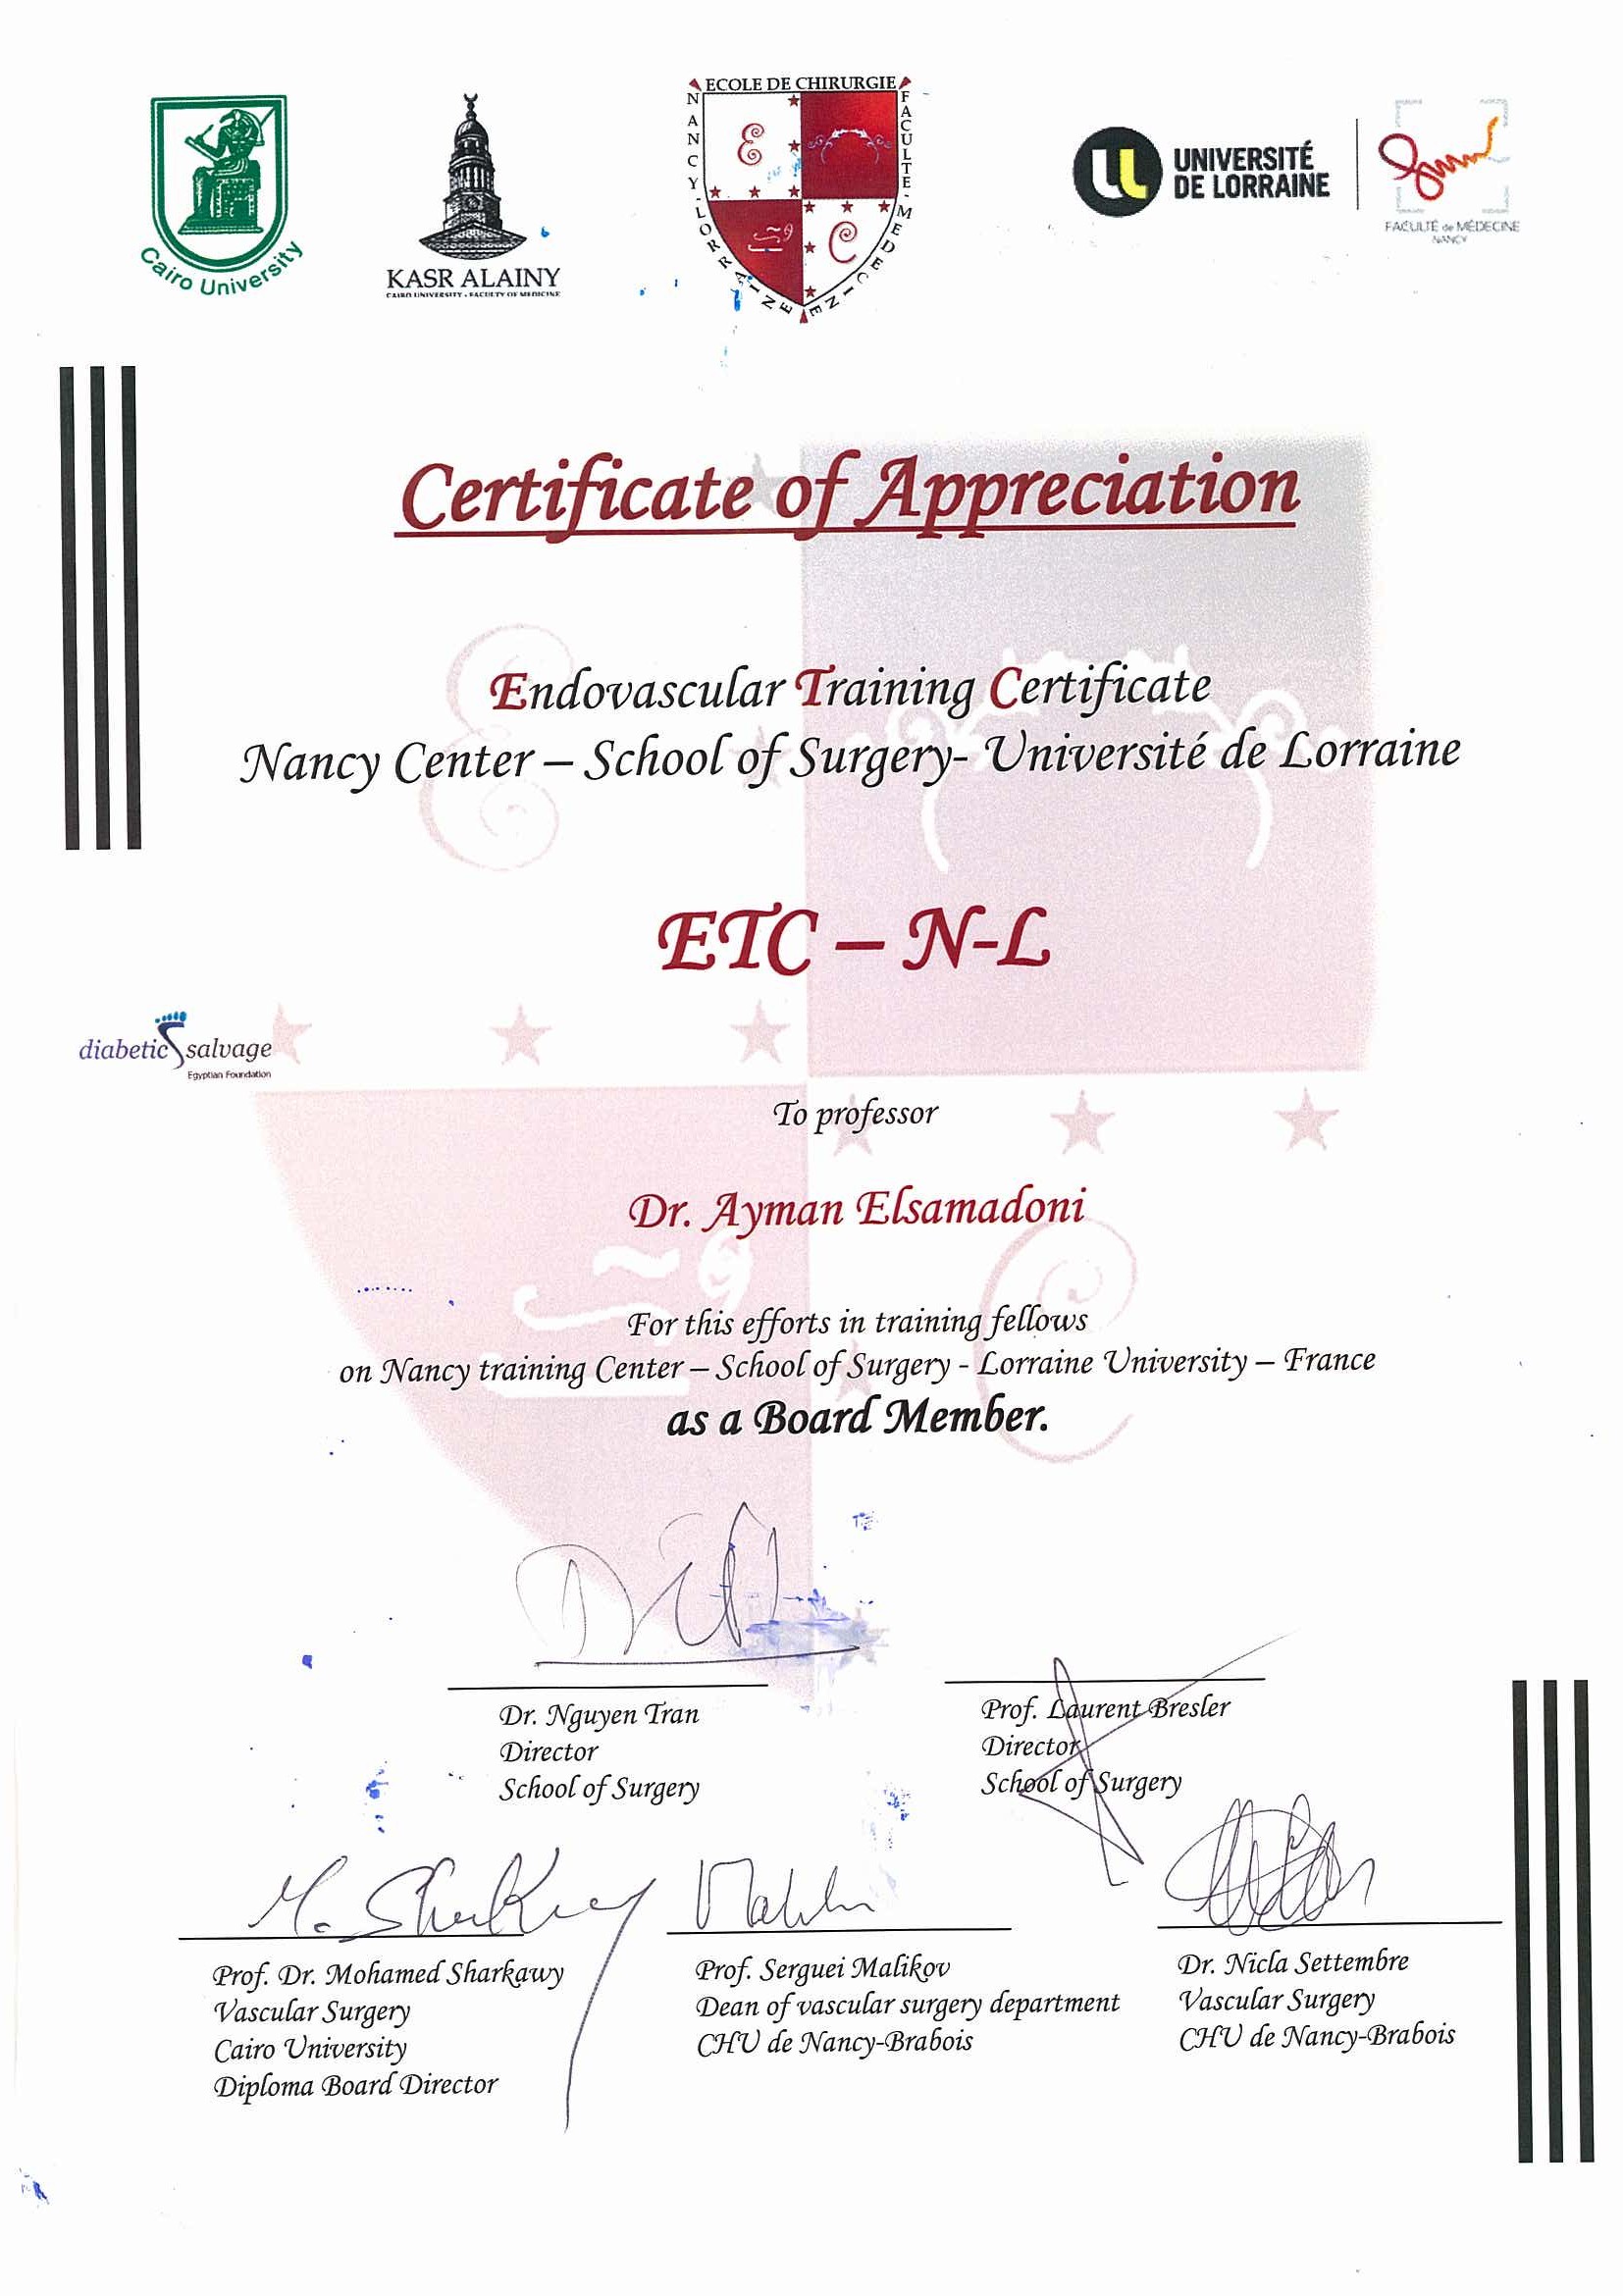 Cairo University
KASR ALAINY
CAIRO UNIVERSITY - FACULTY OF MEDICINE
ECOLE DE CHIRURGIE
NANCY-LORRAINE
FACULTE-MEDECINE
UNIVERSITÉ
DE LORRAINE
FACULTÉ de MÉDECINE
NANCY
Certificate of Appreciation
Endovascular Training Certificate
Nancy Center – School of Surgery- Université de Lorraine
ETC – N-L
diabetic salvage
Egyptian Foundation
To professor
Dr. Ayman Elsamadoni
For this efforts in training fellows
on Nancy training Center – School of Surgery - Lorraine University – France
as a Board Member.
Dr. Nguyen Tran
Director
School of Surgery
Prof. Laurent Bresler
Director
School of Surgery
M. Sharkawy
Prof. Dr. Mohamed Sharkawy
Vascular Surgery
Cairo University
Diploma Board Director
Prof. Serguei Malikov
Dean of vascular surgery department
CHU de Nancy-Brabois
Dr. Nicla Settembre
Vascular Surgery
CHU de Nancy-Brabois